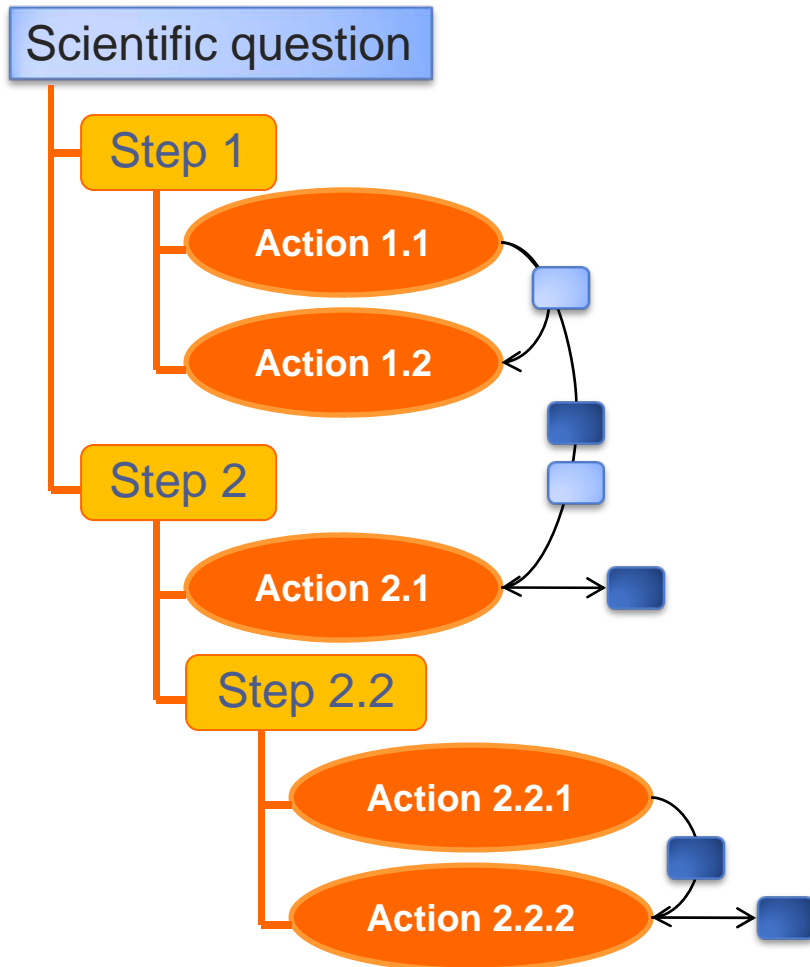 Scientific question
Step 1
Action 1.1
Action 1.2
Step 2
Action 2.1
Step 2.2
Action 2.2.1
Action 2.2.2